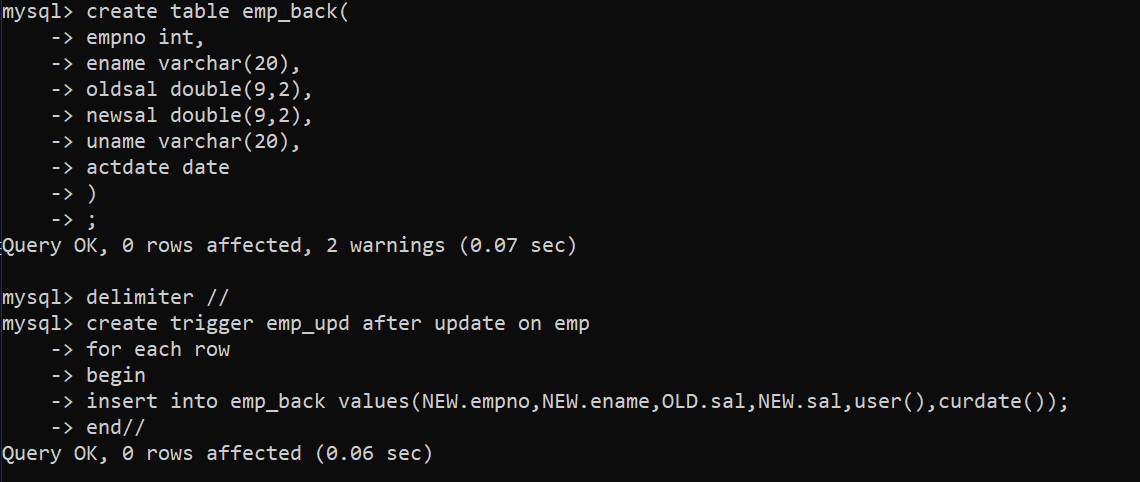 mysql> create table emp_back(
    -> empno int,
    -> ename varchar(20),
    -> oldsal double(9,2),
    -> newsal double(9,2),
    -> uname varchar(20),
    -> actdate date
    -> )
    -> ;
Query OK, 0 rows affected, 2 warnings (0.07 sec)

mysql> delimiter //
mysql> create trigger emp_upd after update on emp
    -> for each row
    -> begin
    -> insert into emp_back values(NEW.empno,NEW.ename,OLD.sal,NEW.sal,user(),curdate());
    -> end//
Query OK, 0 rows affected (0.06 sec)